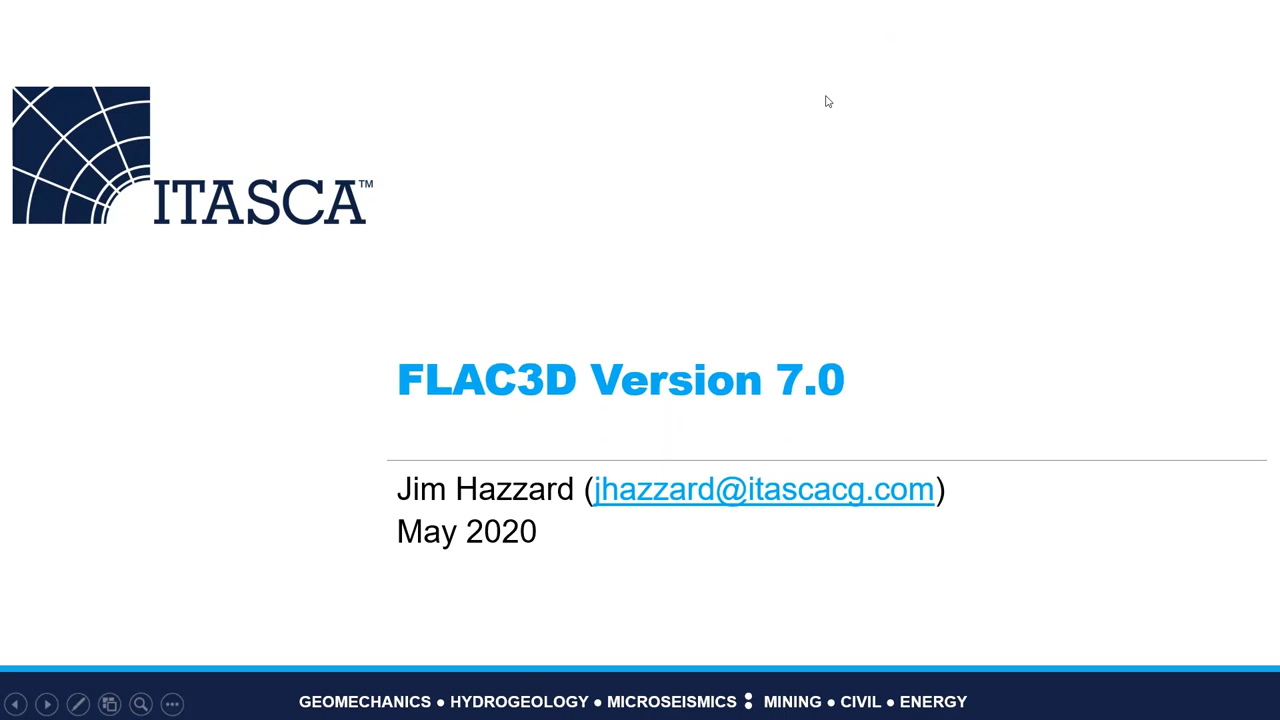 ITASCA™
FLAC3D Version 7.0
Jim Hazzard (jhazzard@itascacg.com)
May 2020
GEOMECHANICS ● HYDROGEOLOGY ● MICROSEISMICS : MINING ● CIVIL ● ENERGY